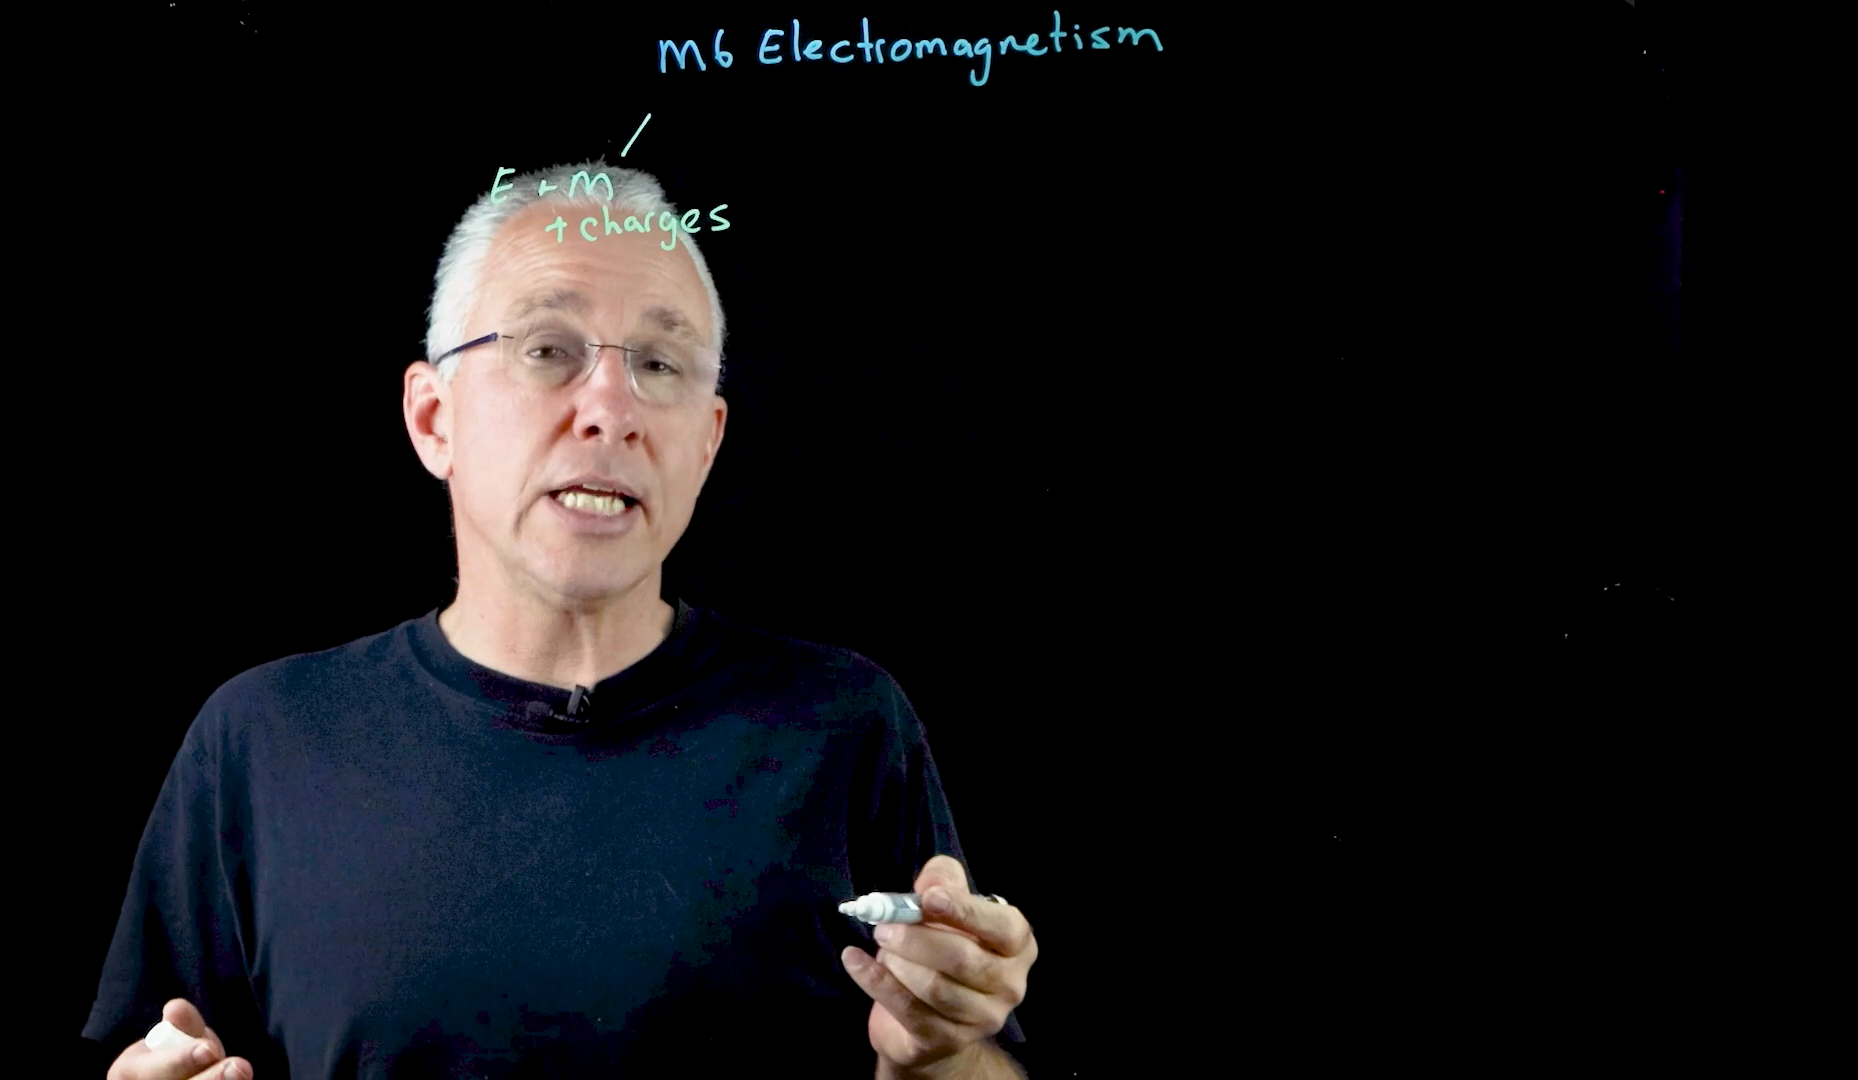 M6 Electromagnetism
E + M
+ charges